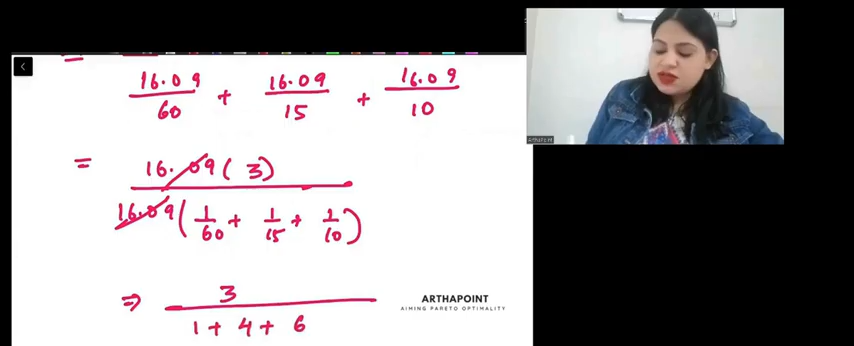 16.09/60 + 16.09/15 + 16.09/10
= 16.09(3)
16.09(1/60 + 1/15 + 1/10)
⇒ 3
1 + 4 + 6
ARTHAPOINT
AIMING PARETO OPTIMALITY